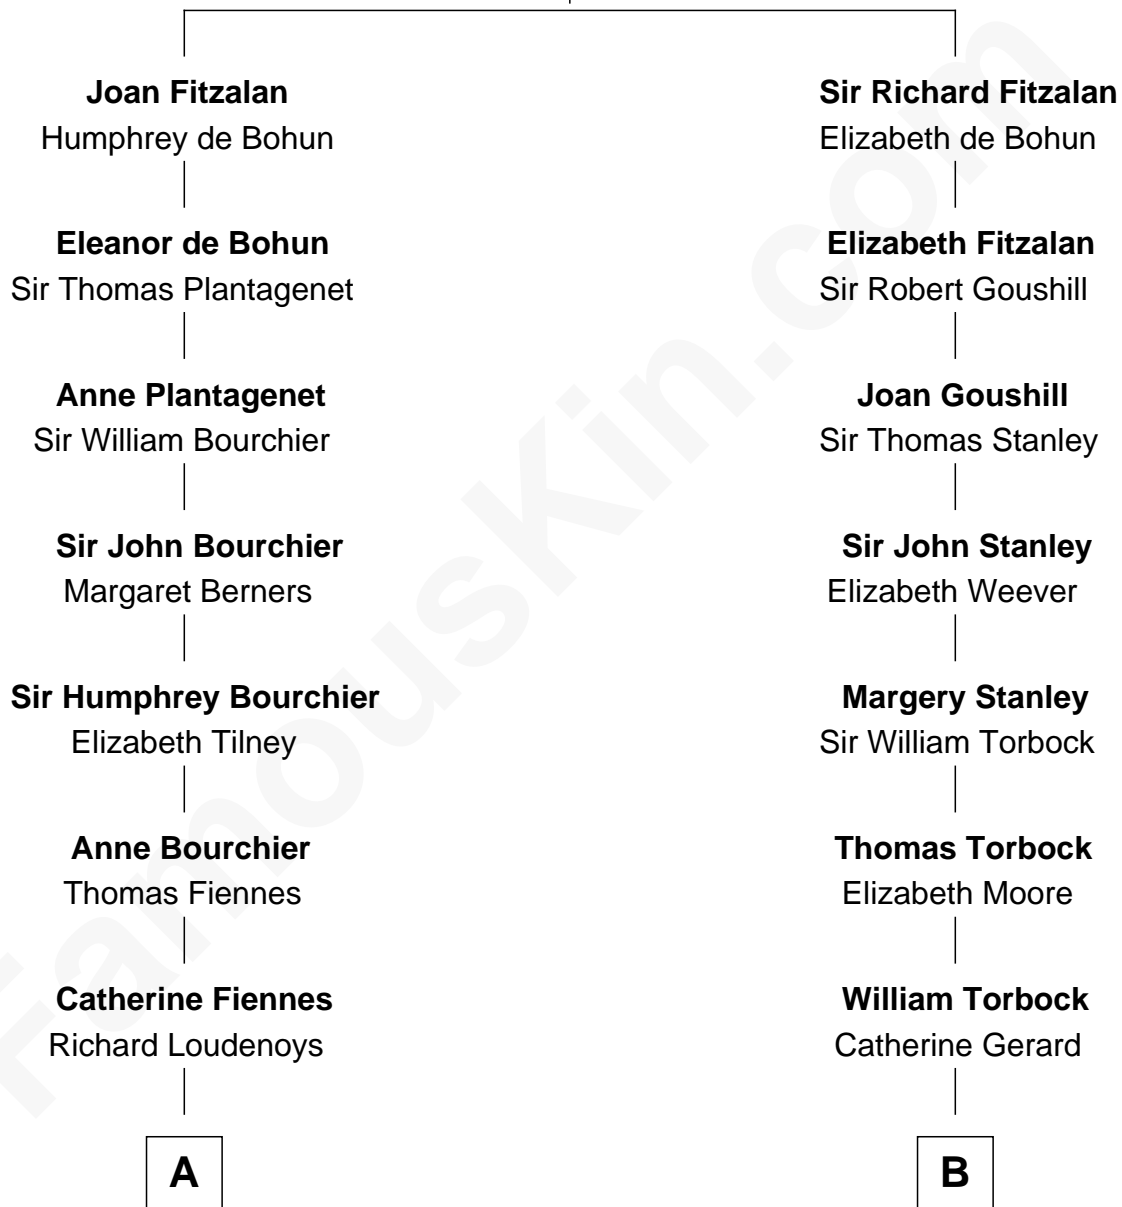 Joan Fitzalan
Humphrey de Bohun
Eleanor de Bohun
Sir Thomas Plantagenet
Anne Plantagenet
Sir William Bourchier
Sir John Bourchier
Margaret Berners
Sir Humphrey Bourchier
Elizabeth Tilney
Anne Bourchier
Thomas Fiennes
Catherine Fiennes
Richard Loudenoys
A
Sir Richard Fitzalan
Elizabeth de Bohun
Elizabeth Fitzalan
Sir Robert Goushill
Joan Goushill
Sir Thomas Stanley
Sir John Stanley
Elizabeth Weever
Margery Stanley
Sir William Torbock
Thomas Torbock
Elizabeth Moore
William Torbock
Catherine Gerard
B
FamousKin.com